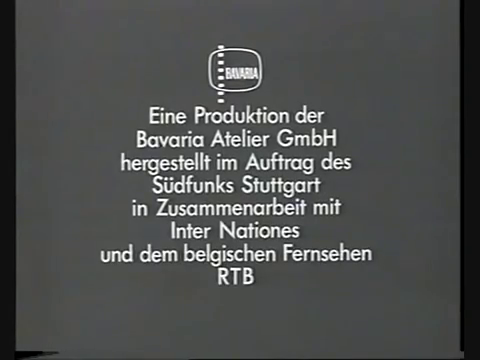 BAVARIA
Eine Produktion der
Bavaria Atelier GmbH
hergestellt im Auftrag des
Südfunks Stuttgart
in Zusammenarbeit mit
Inter Nationes
und dem belgischen Fernsehen
RTB